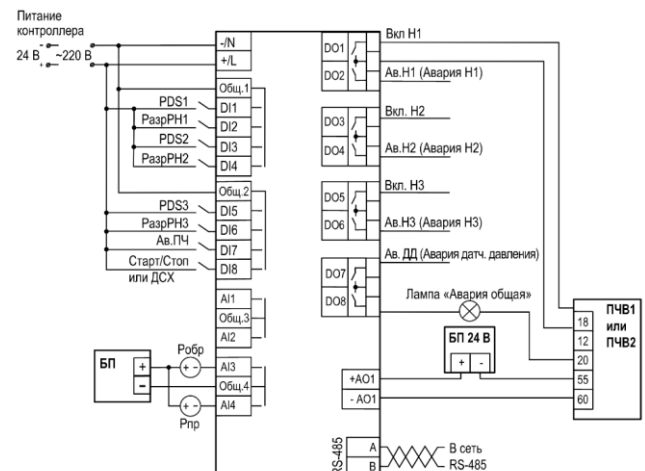 Питание
контроллера
- 
24 В ~220 В
+
-/N
+/L
Общ.1
PDS1 DI1
РазрРН1 DI2
PDS2 DI3
РазрРН2 DI4
Общ.2
PDS3 DI5
РазрРН3 DI6
Ав.ПЧ DI7
Старт/Стоп DI8
или ДСХ
AI1
Общ.3
AI2
БП + -
Робр + - AI3
Общ.4
+ - AI4
Рпр
DO1 Вкл Н1
DO2 Ав.Н1 (Авария Н1)
DO3 Вкл. Н2
DO4 Ав.Н2 (Авария Н2)
DO5 Вкл. Н3
DO6 Ав.Н3 (Авария Н3)
DO7 Ав. ДД (Авария датч. давления)
DO8
Лампа «Авария общая»
БП 24 В
+ -
+AO1
- AO1
ПЧВ1
или
ПЧВ2
18
12
20
55
60
RS-485
A
B
В сеть
RS-485